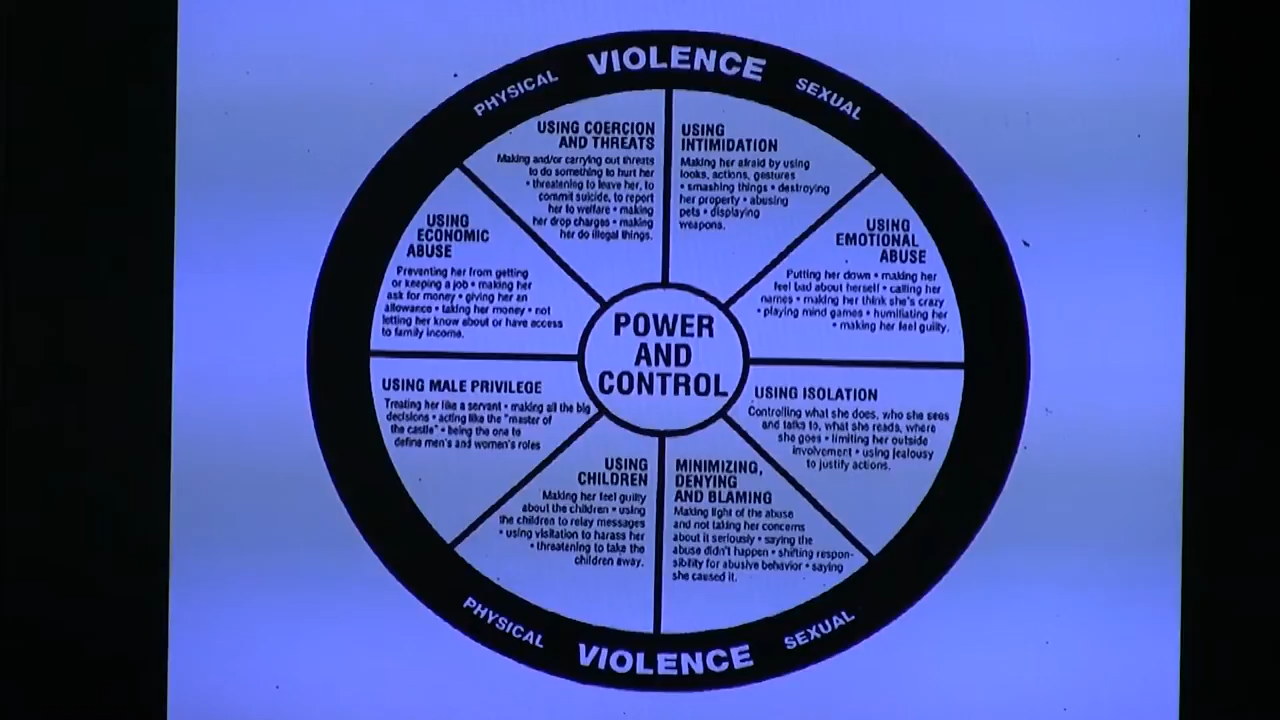 PHYSICAL VIOLENCE SEXUAL
USING COERCION
AND THREATS
Making and/or carrying out threats
to do something to hurt her
• threatening to leave her, to
commit suicide, to report
her to welfare • making
her drop charges • making
her do illegal things.
USING
INTIMIDATION
Making her afraid by using
looks, actions, gestures
• smashing things • destroying
her property • abusing
pets • displaying
weapons.
USING
ECONOMIC
ABUSE
Preventing her from getting
or keeping a job • making her
ask for money • giving her an
allowance • taking her money • not
letting her know about or have access
to family income.
USING
EMOTIONAL
ABUSE
Putting her down • making her
feel bad about herself • calling her
names • making her think she's crazy
• playing mind games • humiliating her
• making her feel guilty.
POWER
AND
CONTROL
USING MALE PRIVILEGE
Treating her like a servant • making all the big
decisions • acting like the "master of
the castle" • being the one to
define men's and women's roles
USING ISOLATION
Controlling what she does, who she sees
and talks to, what she reads, where
she goes • limiting her outside
involvement • using jealousy
to justify actions.
USING
CHILDREN
Making her feel guilty
about the children • using
the children to relay messages
• using visitation to harass her
• threatening to take the
children away.
MINIMIZING,
DENYING
AND BLAMING
Making light of the abuse
and not taking her concerns
about it seriously • saying the
abuse didn't happen • shifting respon-
sibility for abusive behavior • saying
she caused it.
PHYSICAL VIOLENCE SEXUAL